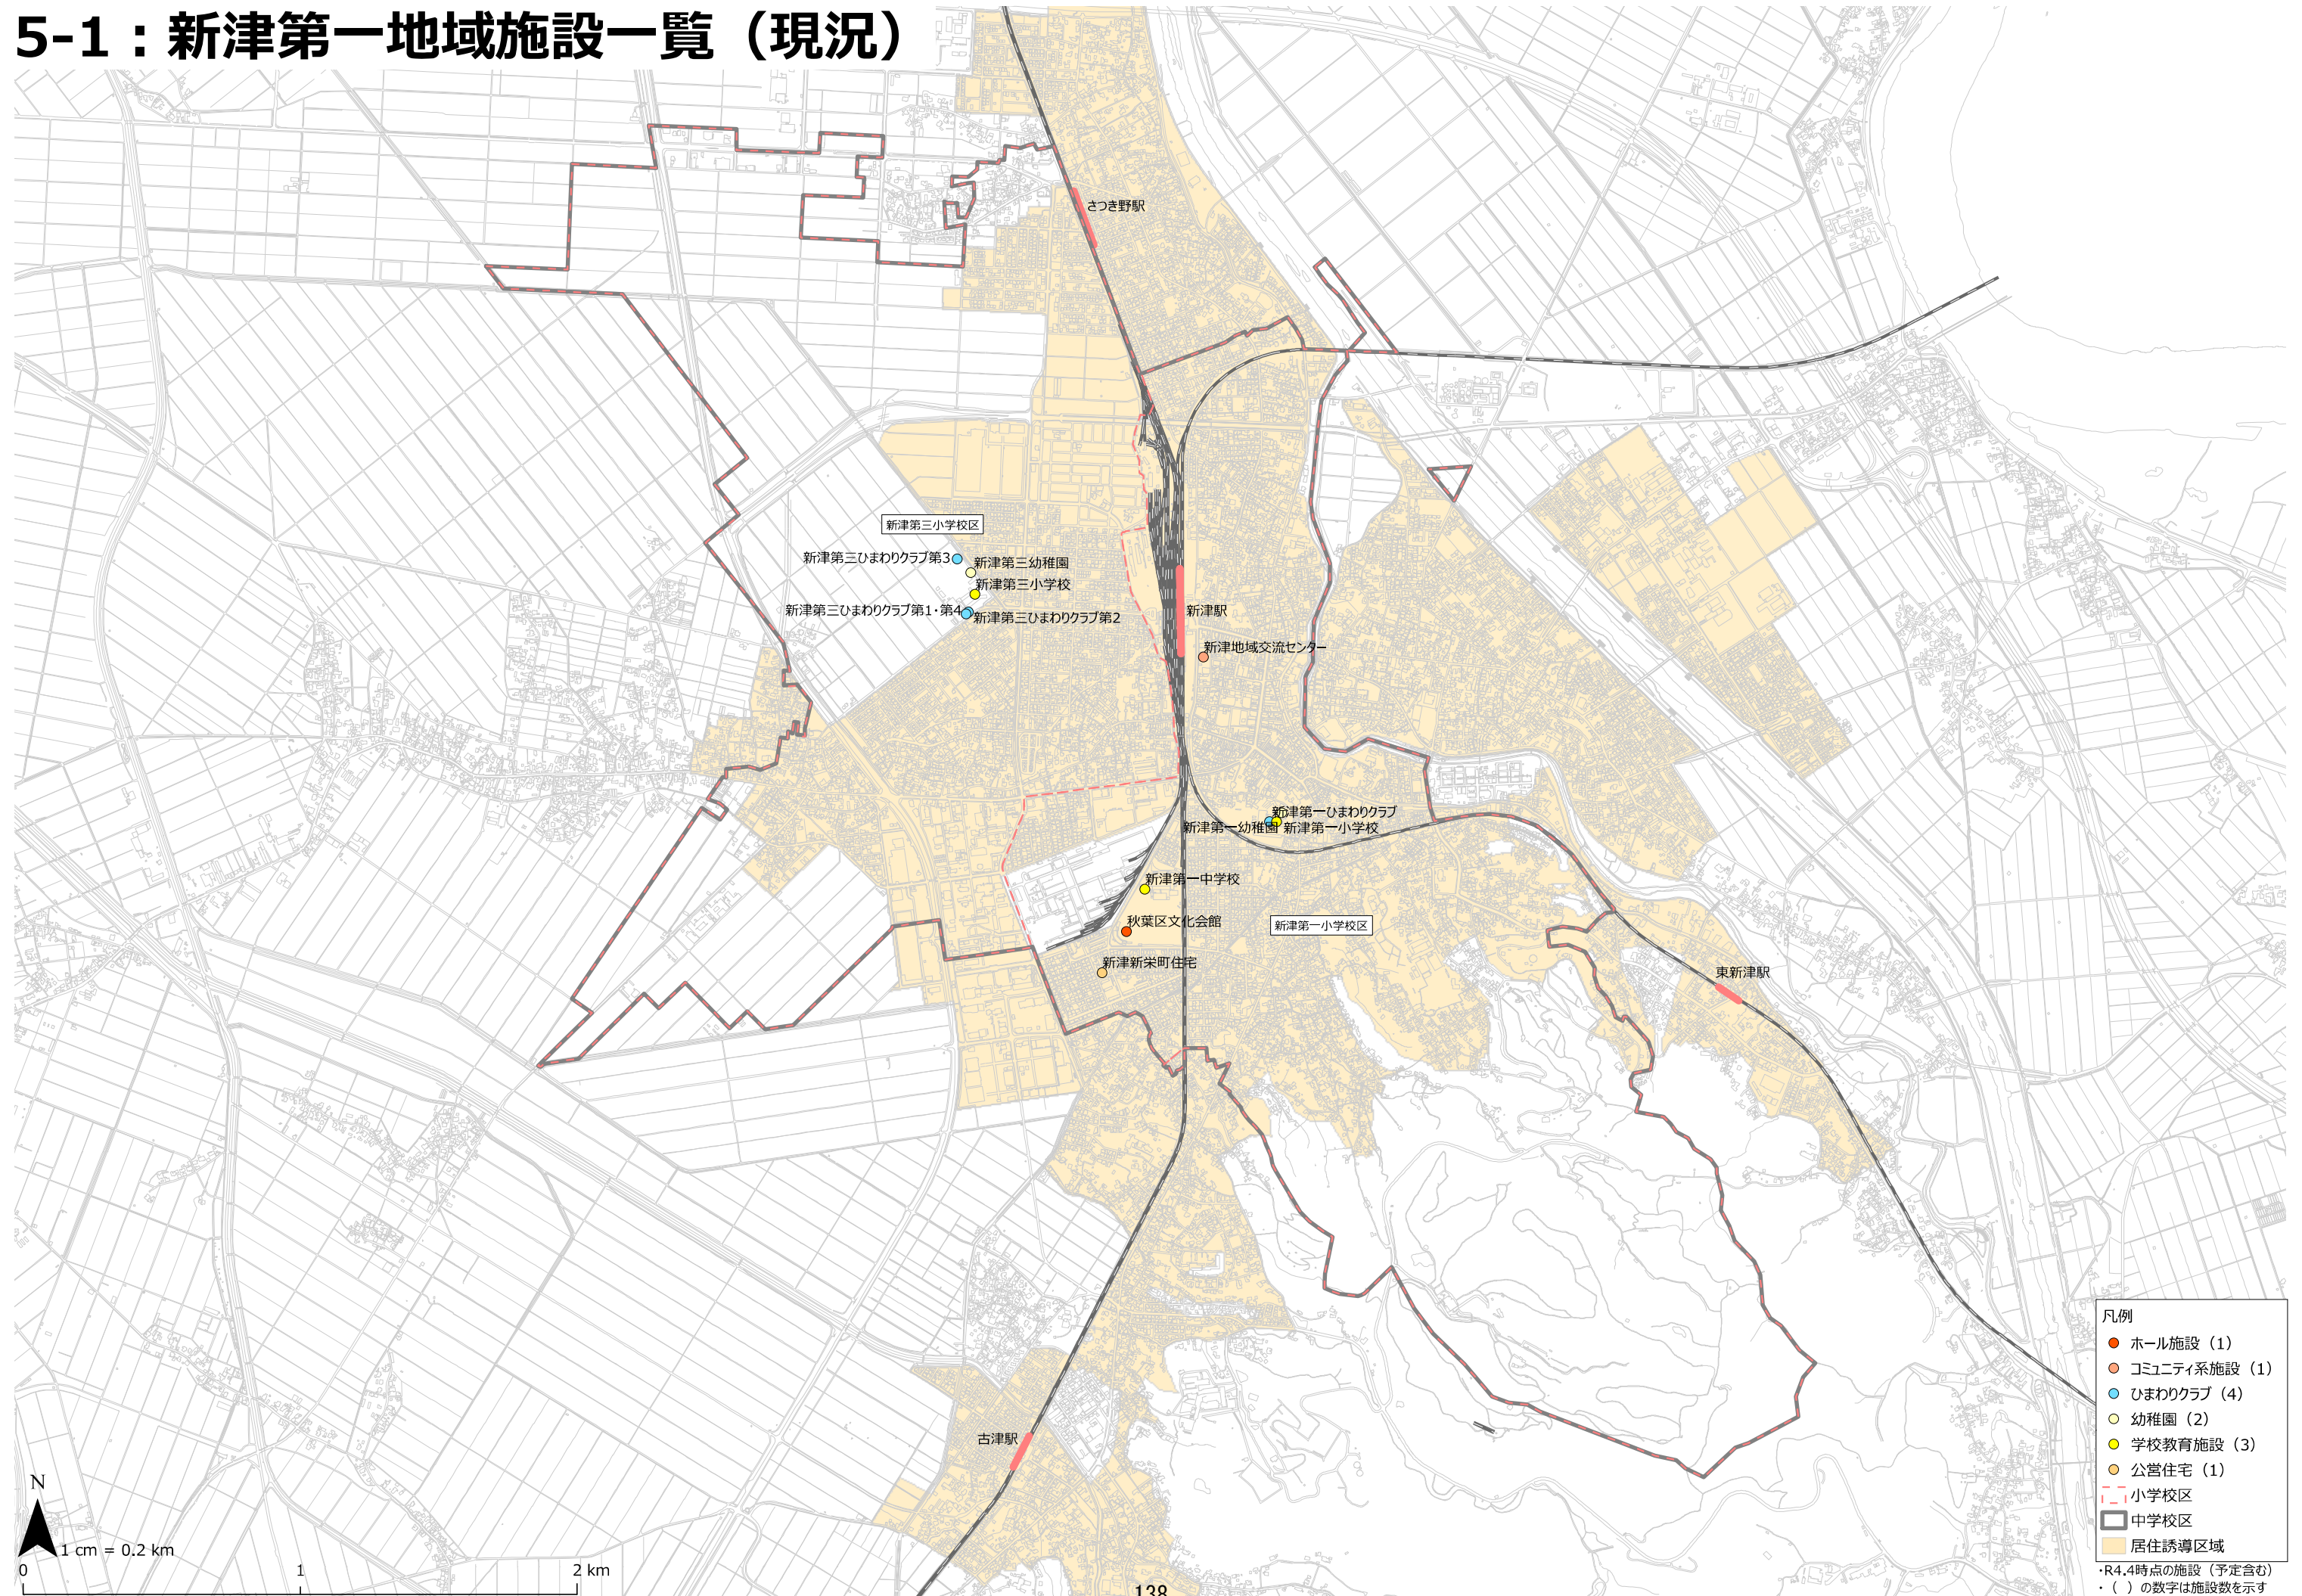 5-1：新津第一地域施設一覧（現況）
さつき野駅
新津第三小学校区
新津第三ひまわりクラブ第3
新津第三幼稚園
新津第三小学校
新津第三ひまわりクラブ第1・第4
新津第三ひまわりクラブ第2
新津駅
新津地域交流センター
新津第一ひまわりクラブ
新津第一幼稚園
新津第一小学校
新津第一中学校
秋葉区文化会館
新津第一小学校区
新津新栄町住宅
東新津駅
古津駅
凡例
ホール施設（1）
コミュニティ系施設（1）
ひまわりクラブ（4）
幼稚園（2）
学校教育施設（3）
公営住宅（1）
小学校区
中学校区
居住誘導区域
・R4.4時点の施設（予定含む）
・（ ）の数字は施設数を示す
N
1 cm = 0.2 km
0 1 2 km
138